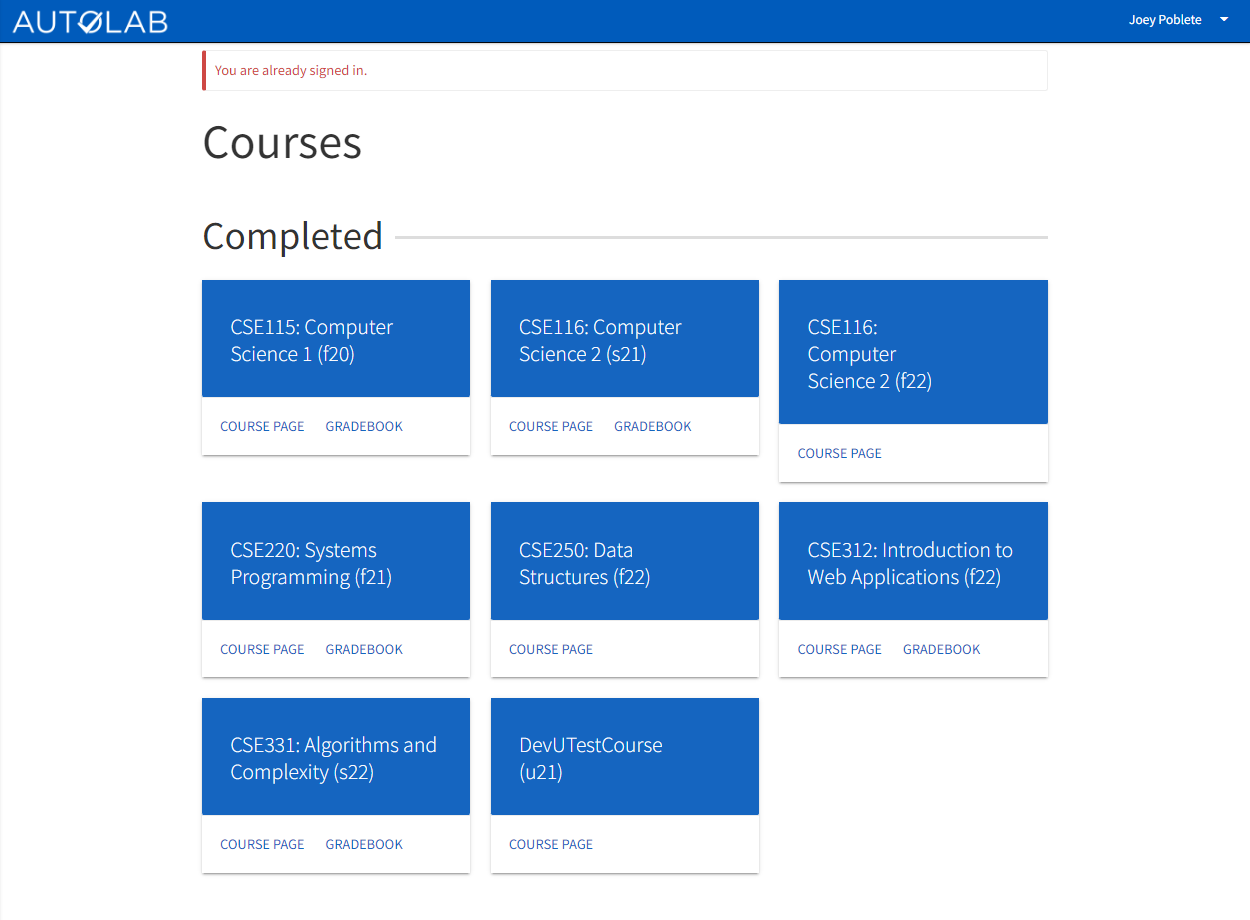 AUTOLAB
Joey Poblete
You are already signed in.
Courses
Completed
CSE115: Computer
Science 1 (f20)
COURSE PAGE GRADEBOOK
CSE116: Computer
Science 2 (s21)
COURSE PAGE GRADEBOOK
CSE116:
Computer
Science 2 (f22)
COURSE PAGE
CSE220: Systems
Programming (f21)
COURSE PAGE GRADEBOOK
CSE250: Data
Structures (f22)
COURSE PAGE
CSE312: Introduction to
Web Applications (f22)
COURSE PAGE GRADEBOOK
CSE331: Algorithms and
Complexity (s22)
COURSE PAGE GRADEBOOK
DevUTestCourse
(u21)
COURSE PAGE